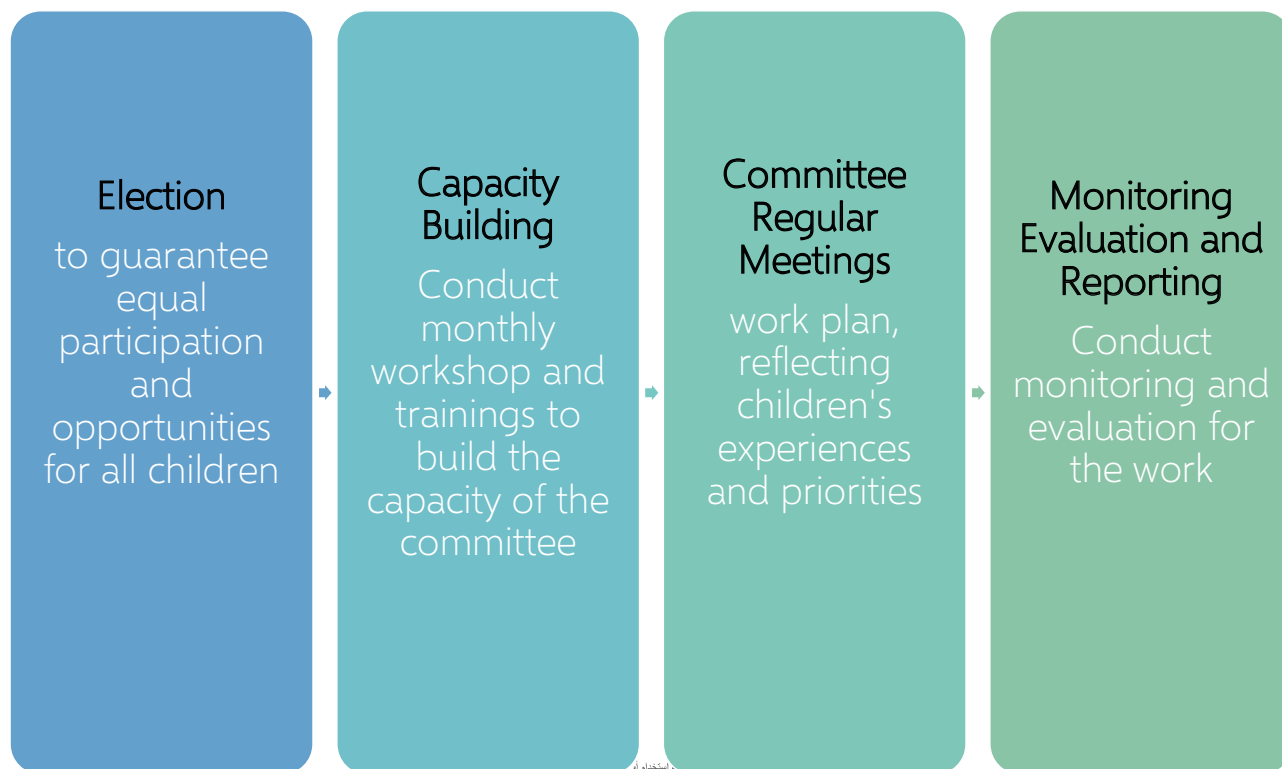 Election
to guarantee
equal
participation
and
opportunities
for all children
Capacity
Building
Conduct
monthly
workshop and
trainings to
build the
capacity of the
committee
Committee
Regular
Meetings
work plan,
reflecting
children's
experiences
and priorities
Monitoring
Evaluation and
Reporting
Conduct
monitoring and
evaluation for
the work